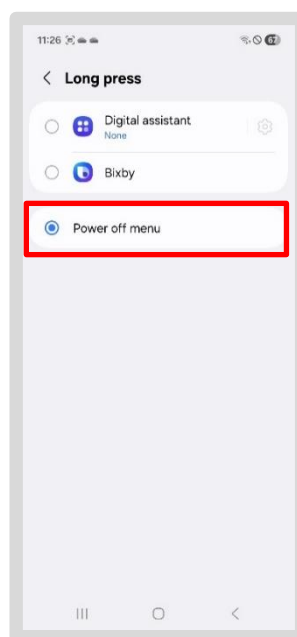 11:26
Long press
Digital assistant
None
Bixby
Power off menu